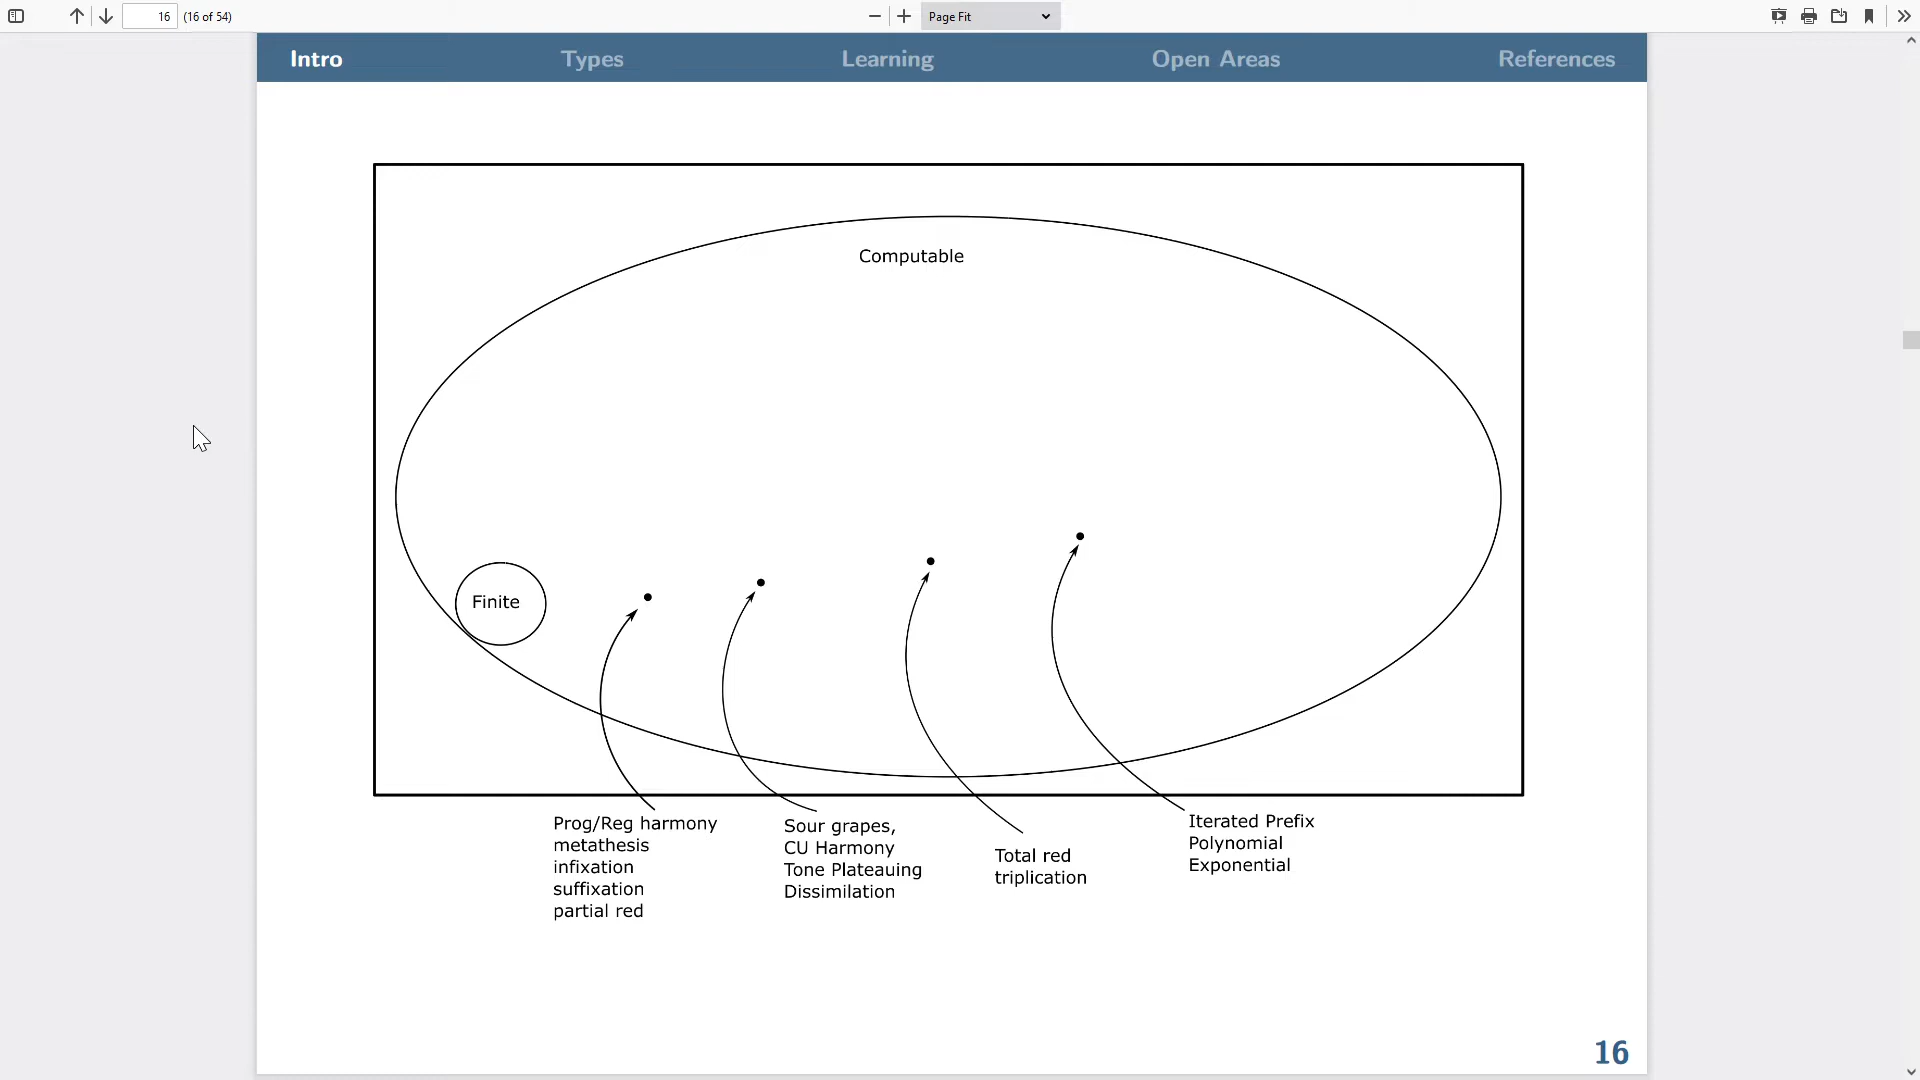 16 (16 of 54) Page Fit
Intro Types Learning Open Areas References
Computable
Finite
Prog/Reg harmony
metathesis
infixation
suffixation
partial red
Sour grapes,
CU Harmony
Tone Plateauing
Dissimilation
Total red
triplication
Iterated Prefix
Polynomial
Exponential
16